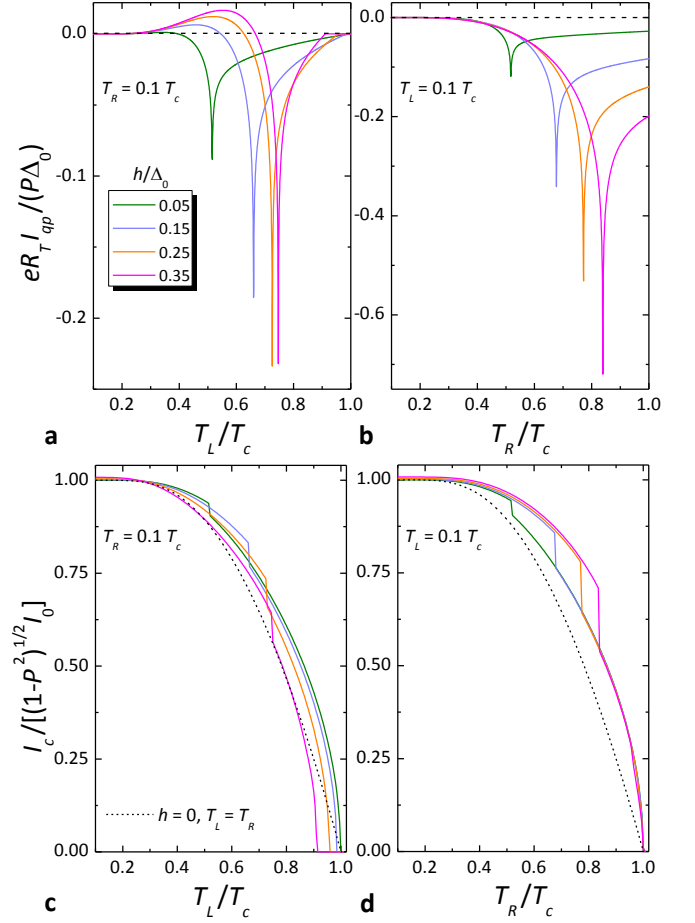 0.0
-0.1
-0.2
eR_T I_qp/(PΔ_0)
T_R = 0.1 T_c
h/Δ_0
0.05
0.15
0.25
0.35
0.2 0.4 0.6 0.8 1.0
a
T_L/T_c
0.0
-0.2
-0.4
-0.6
T_L = 0.1 T_c
0.2 0.4 0.6 0.8 1.0
b
T_R/T_c
1.00
0.75
0.50
0.25
0.00
I_c/[(1-P^2)^1/2 I_0]
T_R = 0.1 T_c
h = 0, T_L = T_R
0.2 0.4 0.6 0.8 1.0
c
T_L/T_c
1.00
0.75
0.50
0.25
0.00
T_L = 0.1 T_c
0.2 0.4 0.6 0.8 1.0
d
T_R/T_c